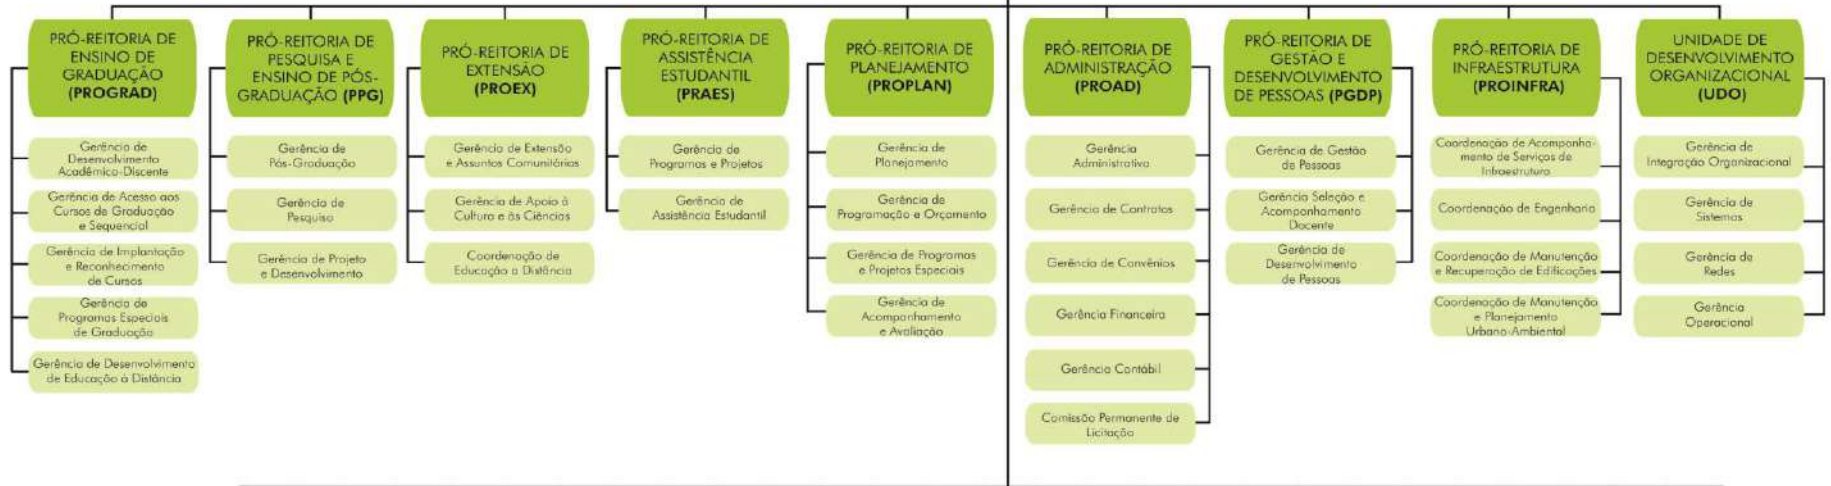 PRÓ-REITORIA DE
ENSINO DE
GRADUAÇÃO
(PROGRAD)
Gerência de
Desenvolvimento
Acadêmico-Discente
Gerência de Acesso aos
Cursos de Graduação
e Sequencial
Gerência de Implantação
e Reconhecimento
de Cursos
Gerência de
Programas Especiais
de Graduação
Gerência de Desenvolvimento
de Educação à Distância
PRÓ-REITORIA DE
PESQUISA E
ENSINO DE PÓS-
GRADUAÇÃO (PPG)
Gerência de
Pós-Graduação
Gerência de
Pesquisa
Gerência de Projeto
e Desenvolvimento
PRÓ-REITORIA DE
EXTENSÃO
(PROEX)
Gerência de Extensão
e Assuntos Comunitários
Gerência de Apoio à
Cultura e às Ciências
Coordenação de
Educação a Distância
PRÓ-REITORIA DE
ASSISTÊNCIA
ESTUDANTIL
(PRAES)
Gerência de
Programas e Projetos
Gerência de
Assistência Estudantil
PRÓ-REITORIA DE
PLANEJAMENTO
(PROPLAN)
Gerência de
Planejamento
Gerência de
Programação e Orçamento
Gerência de Programas
e Projetos Especiais
Gerência de
Acompanhamento
e Avaliação
PRÓ-REITORIA DE
ADMINISTRAÇÃO
(PROAD)
Gerência
Administrativa
Gerência de Contratos
Gerência de Convênios
Gerência Financeira
Gerência Contábil
Comissão Permanente de
Licitação
PRÓ-REITORIA DE
GESTÃO E
DESENVOLVIMENTO
DE PESSOAS (PGDP)
Gerência de Gestão
de Pessoas
Gerência Seleção e
Acompanhamento
Docente
Gerência de
Desenvolvimento
de Pessoas
PRÓ-REITORIA DE
INFRAESTRUTURA
(PROINFRA)
Coordenação de Acompanha-
mento de Serviços de
Infraestrutura
Coordenação de Engenharia
Coordenação de Manutenção
e Recuperação de Edificações
Coordenação de Manutenção
e Planejamento
Urbano-Ambiental
UNIDADE DE
DESENVOLVIMENTO
ORGANIZACIONAL
(UDO)
Gerência de
Integração Organizacional
Gerência de
Sistemas
Gerência de
Redes
Gerência
Operacional